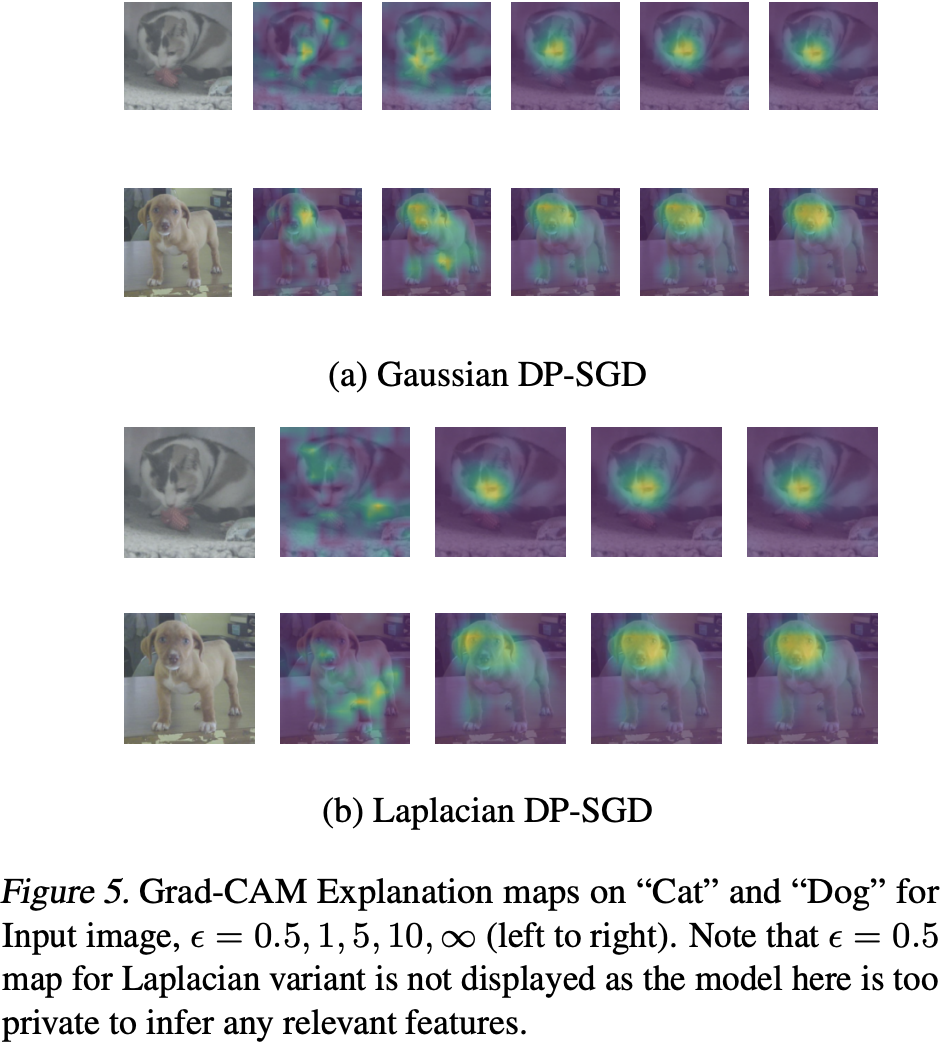 (a) Gaussian DP-SGD
(b) Laplacian DP-SGD
Figure 5. Grad-CAM Explanation maps on “Cat” and “Dog” for
Input image, ϵ = 0.5, 1, 5, 10, ∞ (left to right). Note that ϵ = 0.5
map for Laplacian variant is not displayed as the model here is too
private to infer any relevant features.